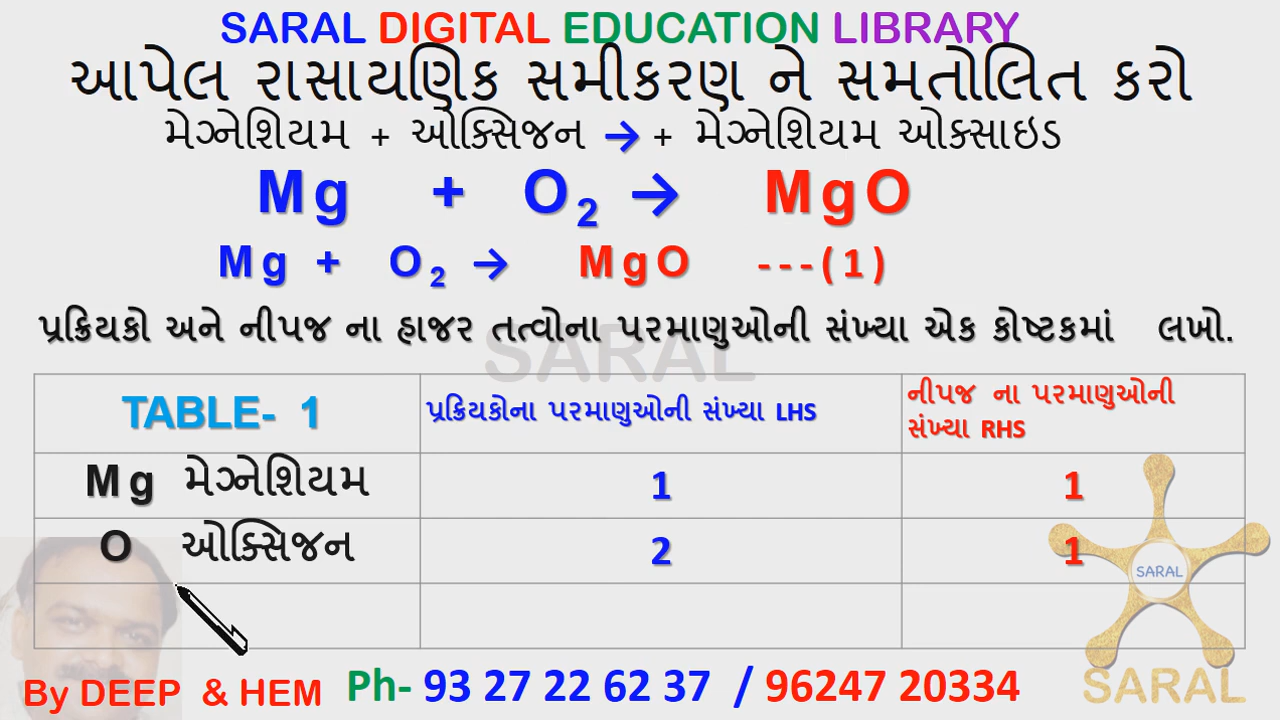 SARAL DIGITAL EDUCATION LIBRARY
આપેલ રાસાયણિક સમીકરણ ને સમતોલિત કરો
મેગ્નેશિયમ + ઓક્સિજન → + મેગ્નેશિયમ ઓક્સાઇડ
Mg + O₂ → MgO
Mg + O₂ → MgO ---(1)
પ્રક્રિયકો અને નીપજ ના હાજર તત્વોના પરમાણુઓની સંખ્યા એક કોષ્ટકમાં લખો.
SARAL
TABLE- 1 પ્રક્રિયકોના પરમાણુઓની સંખ્યા LHS નીપજ ના પરમાણુઓની
સંખ્યા RHS
Mg મેગ્નેશિયમ 1 1
O ઓક્સિજન 2 1
SARAL
SARAL
By DEEP & HEM Ph- 93 27 22 62 37 / 96247 20334